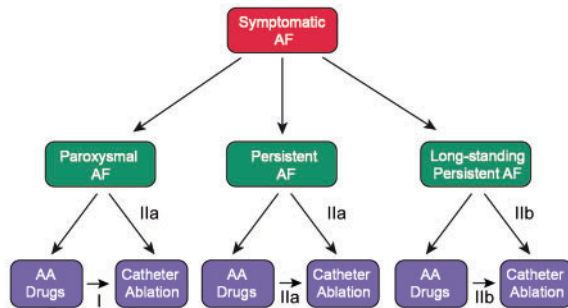 Symptomatic
AF
Paroxysmal
AF
Persistent
AF
Long-standing
Persistent AF
IIa
IIa
IIb
AA
Drugs
I
Catheter
Ablation
AA
Drugs
IIa
Catheter
Ablation
AA
Drugs
IIb
Catheter
Ablation